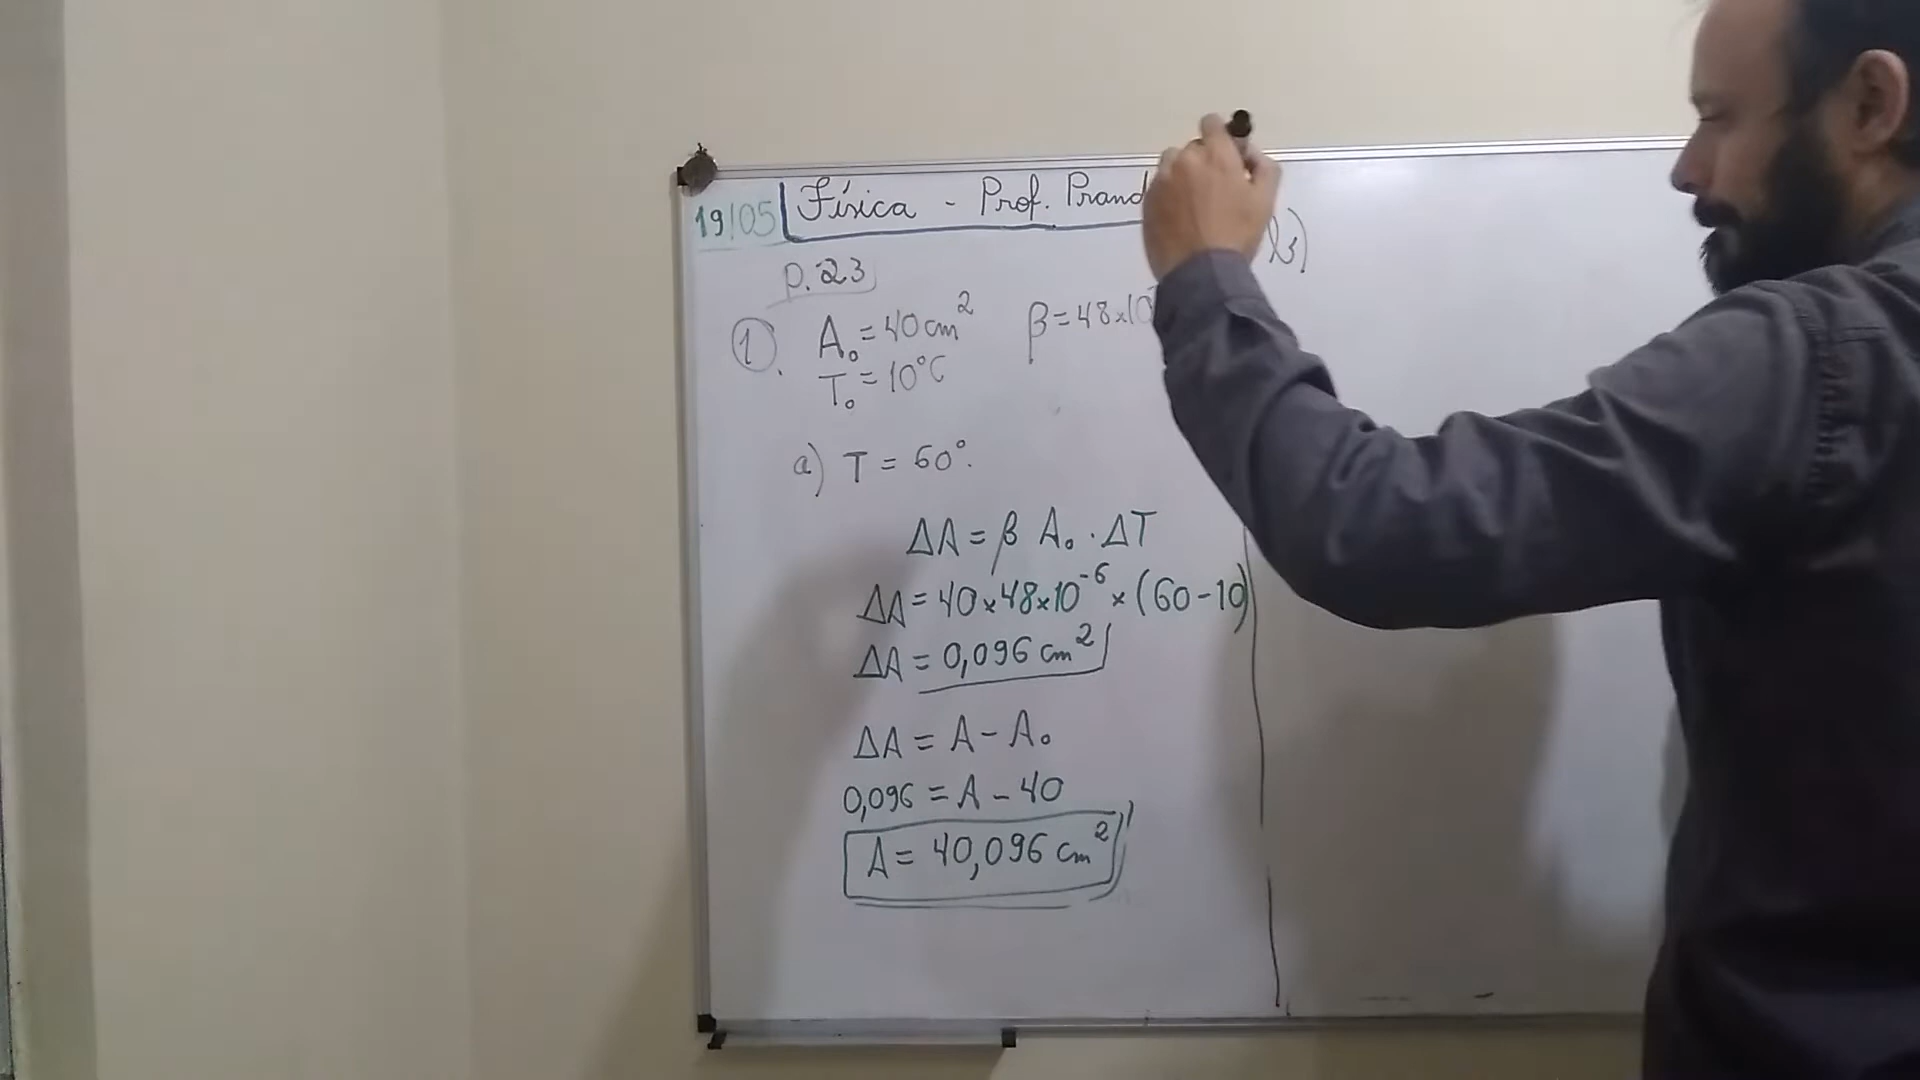 19/05 Física - Prof. Prand
p. 23
1 A₀ = 40 cm² β = 48×10
T₀ = 10°C
a) T = 60°.
ΔA = β A₀ . ΔT
ΔA = 40×48×10⁻⁶ × (60-10)
ΔA = 0,096 cm²
ΔA = A - A₀
0,096 = A - 40
A = 40,096 cm²
b)